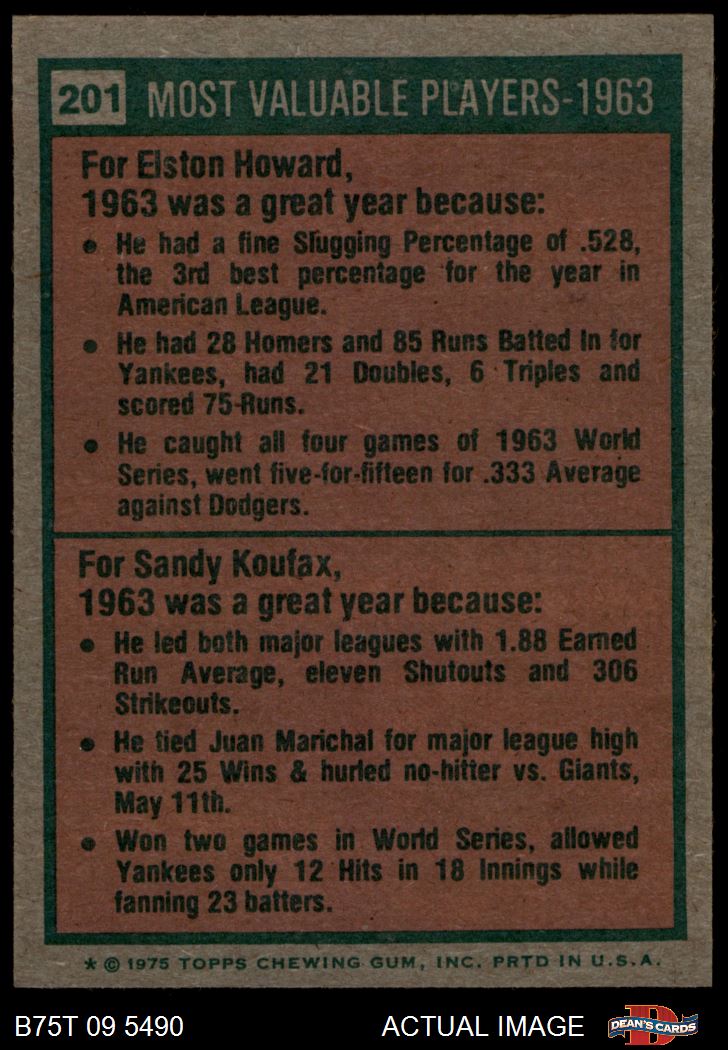 201 MOST VALUABLE PLAYERS-1963
For Elston Howard,
1963 was a great year because:
• He had a fine Slugging Percentage of .528,
the 3rd best percentage for the year in
American League.
• He had 28 Homers and 85 Runs Batted In for
Yankees, had 21 Doubles, 6 Triples and
scored 75 Runs.
• He caught all four games of 1963 World
Series, went five-for-fifteen for .333 Average
against Dodgers.
For Sandy Koufax,
1963 was a great year because:
• He led both major leagues with 1.88 Earned
Run Average, eleven Shutouts and 306
Strikeouts.
• He tied Juan Marichal for major league high
with 25 Wins & hurled no-hitter vs. Giants,
May 11th.
• Won two games in World Series, allowed
Yankees only 12 Hits in 18 Innings while
fanning 23 batters.
* © 1975 TOPPS CHEWING GUM, INC. PRTD IN U.S.A.
B75T 09 5490 ACTUAL IMAGE DEAN'S CARDS